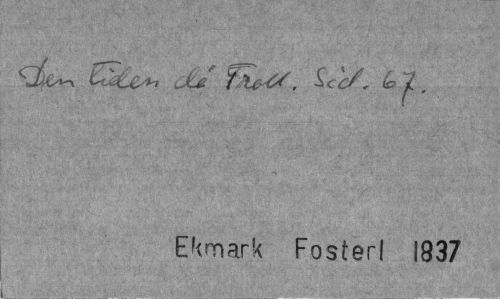 Den tiden då Troll. Sid. 67.
Ekmark Fosterl 1837